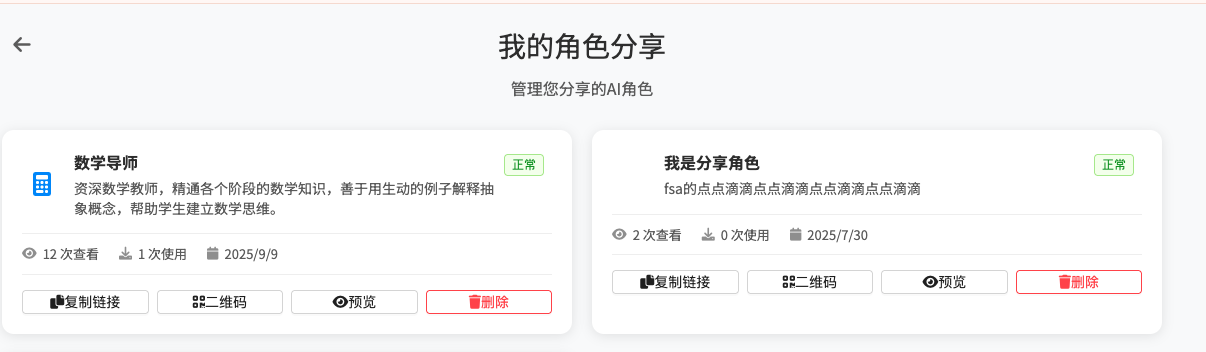 我的角色分享
管理您分享的AI角色
数学导师
正常
资深数学教师，精通各个阶段的数学知识，善于用生动的例子解释抽
象概念，帮助学生建立数学思维。
12 次查看 1 次使用 2025/9/9
复制链接 二维码 预览 删除
我是分享角色
正常
fsa的点点滴滴点点滴滴点点滴滴点点滴滴
2 次查看 0 次使用 2025/7/30
复制链接 二维码 预览 删除